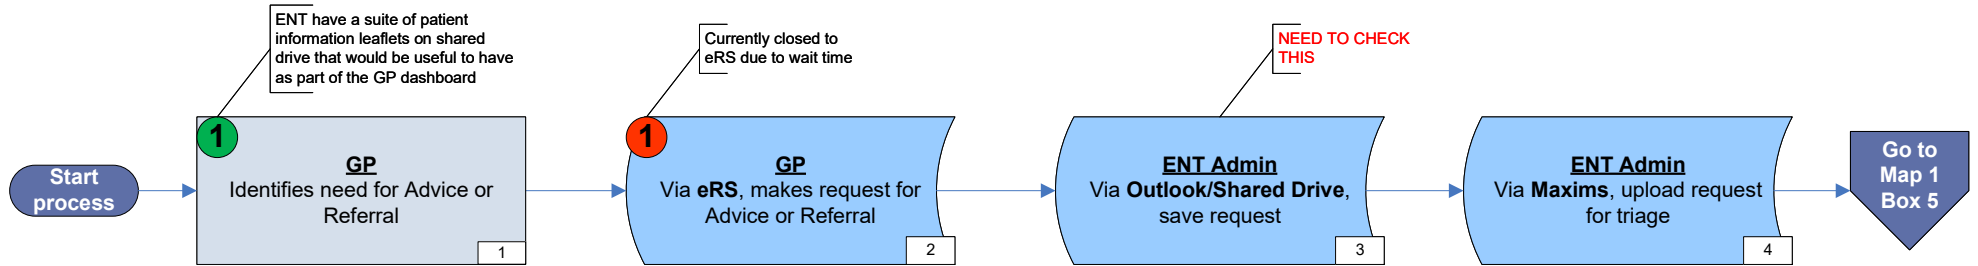 ENT have a suite of patient
information leaflets on shared
drive that would be useful to have
as part of the GP dashboard
Currently closed to
eRS due to wait time
NEED TO CHECK
THIS
Start
process
1
GP
Identifies need for Advice or
Referral
1
1
GP
Via eRS, makes request for
Advice or Referral
2
ENT Admin
Via Outlook/Shared Drive,
save request
3
ENT Admin
Via Maxims, upload request
for triage
4
Go to
Map 1
Box 5